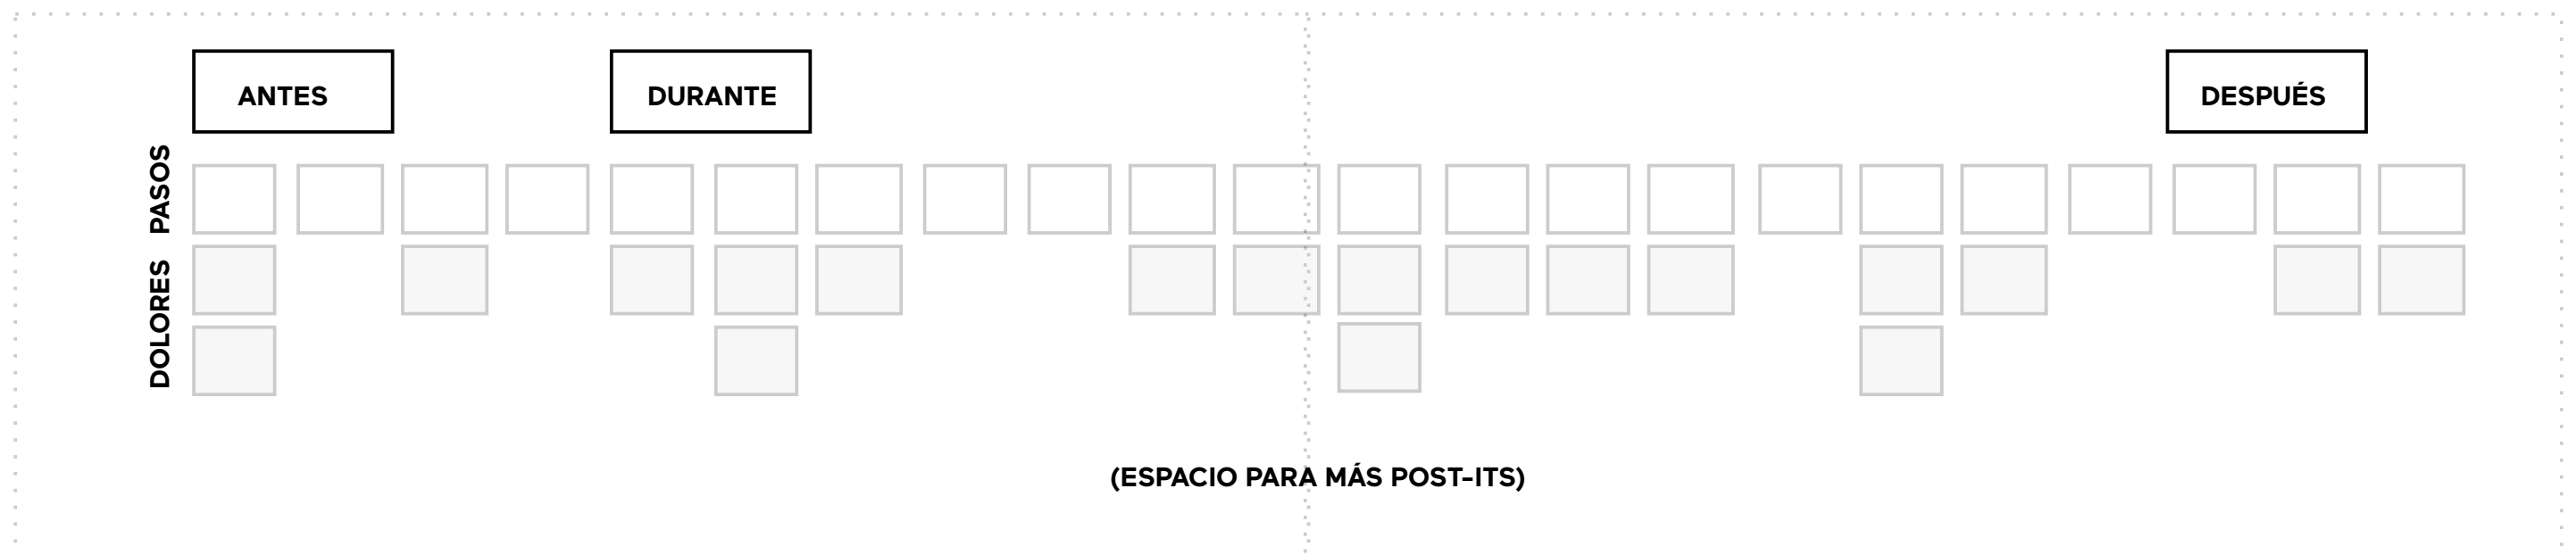 ANTES
DURANTE
DESPUÉS
PASOS
DOLORES
(ESPACIO PARA MÁS POST-ITS)